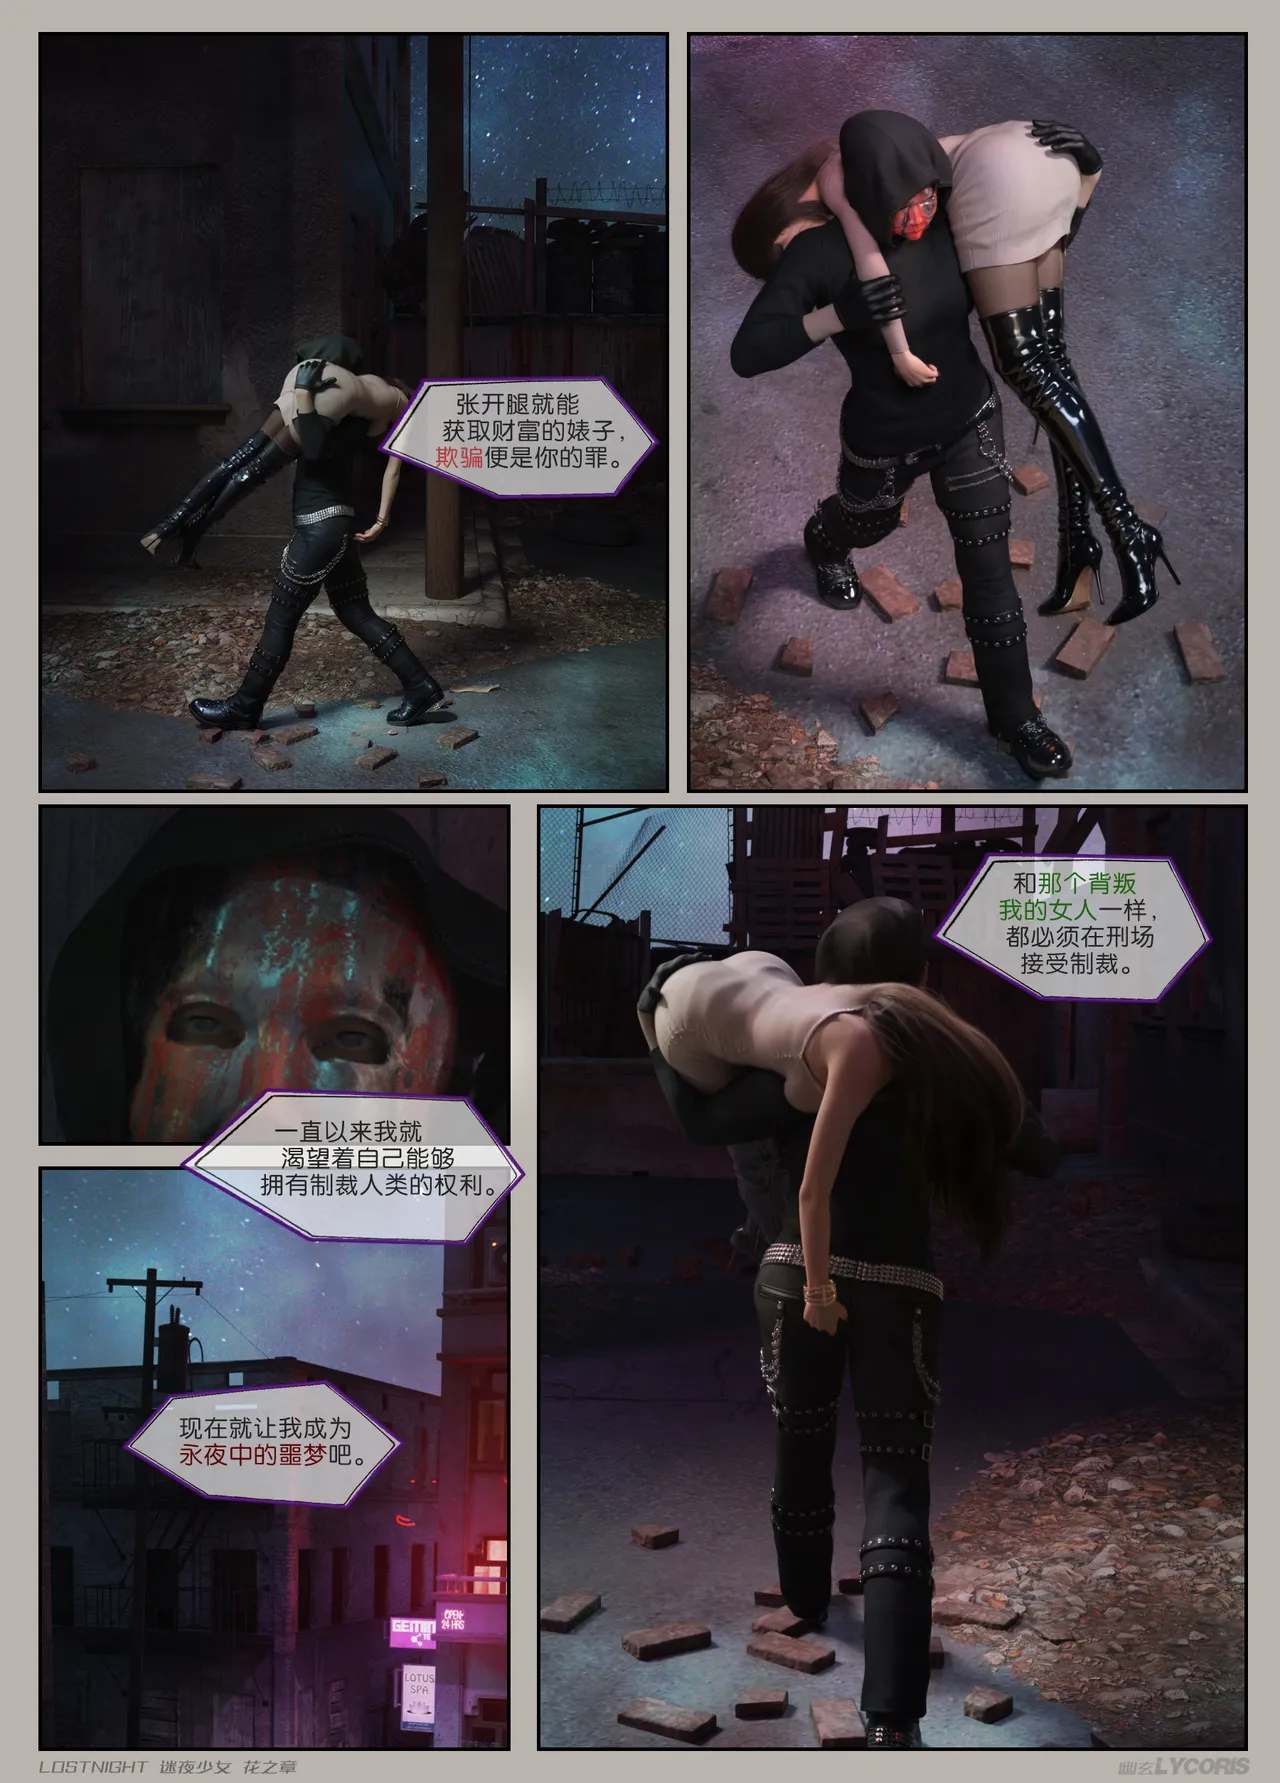 张开腿就能
获取财富的婊子，
欺骗便是你的罪。
一直以来我就
渴望着自己能够
拥有制裁人类的权利。
和那个背叛
我的女人一样，
都必须在刑场
接受制裁。
现在就让我成为
永夜中的噩梦吧。
OPEN
24 HRS
GEMIN
LOTUS
SPA
LOSTNIGHT 迷夜少女 花之章
幽玄LYCORIS